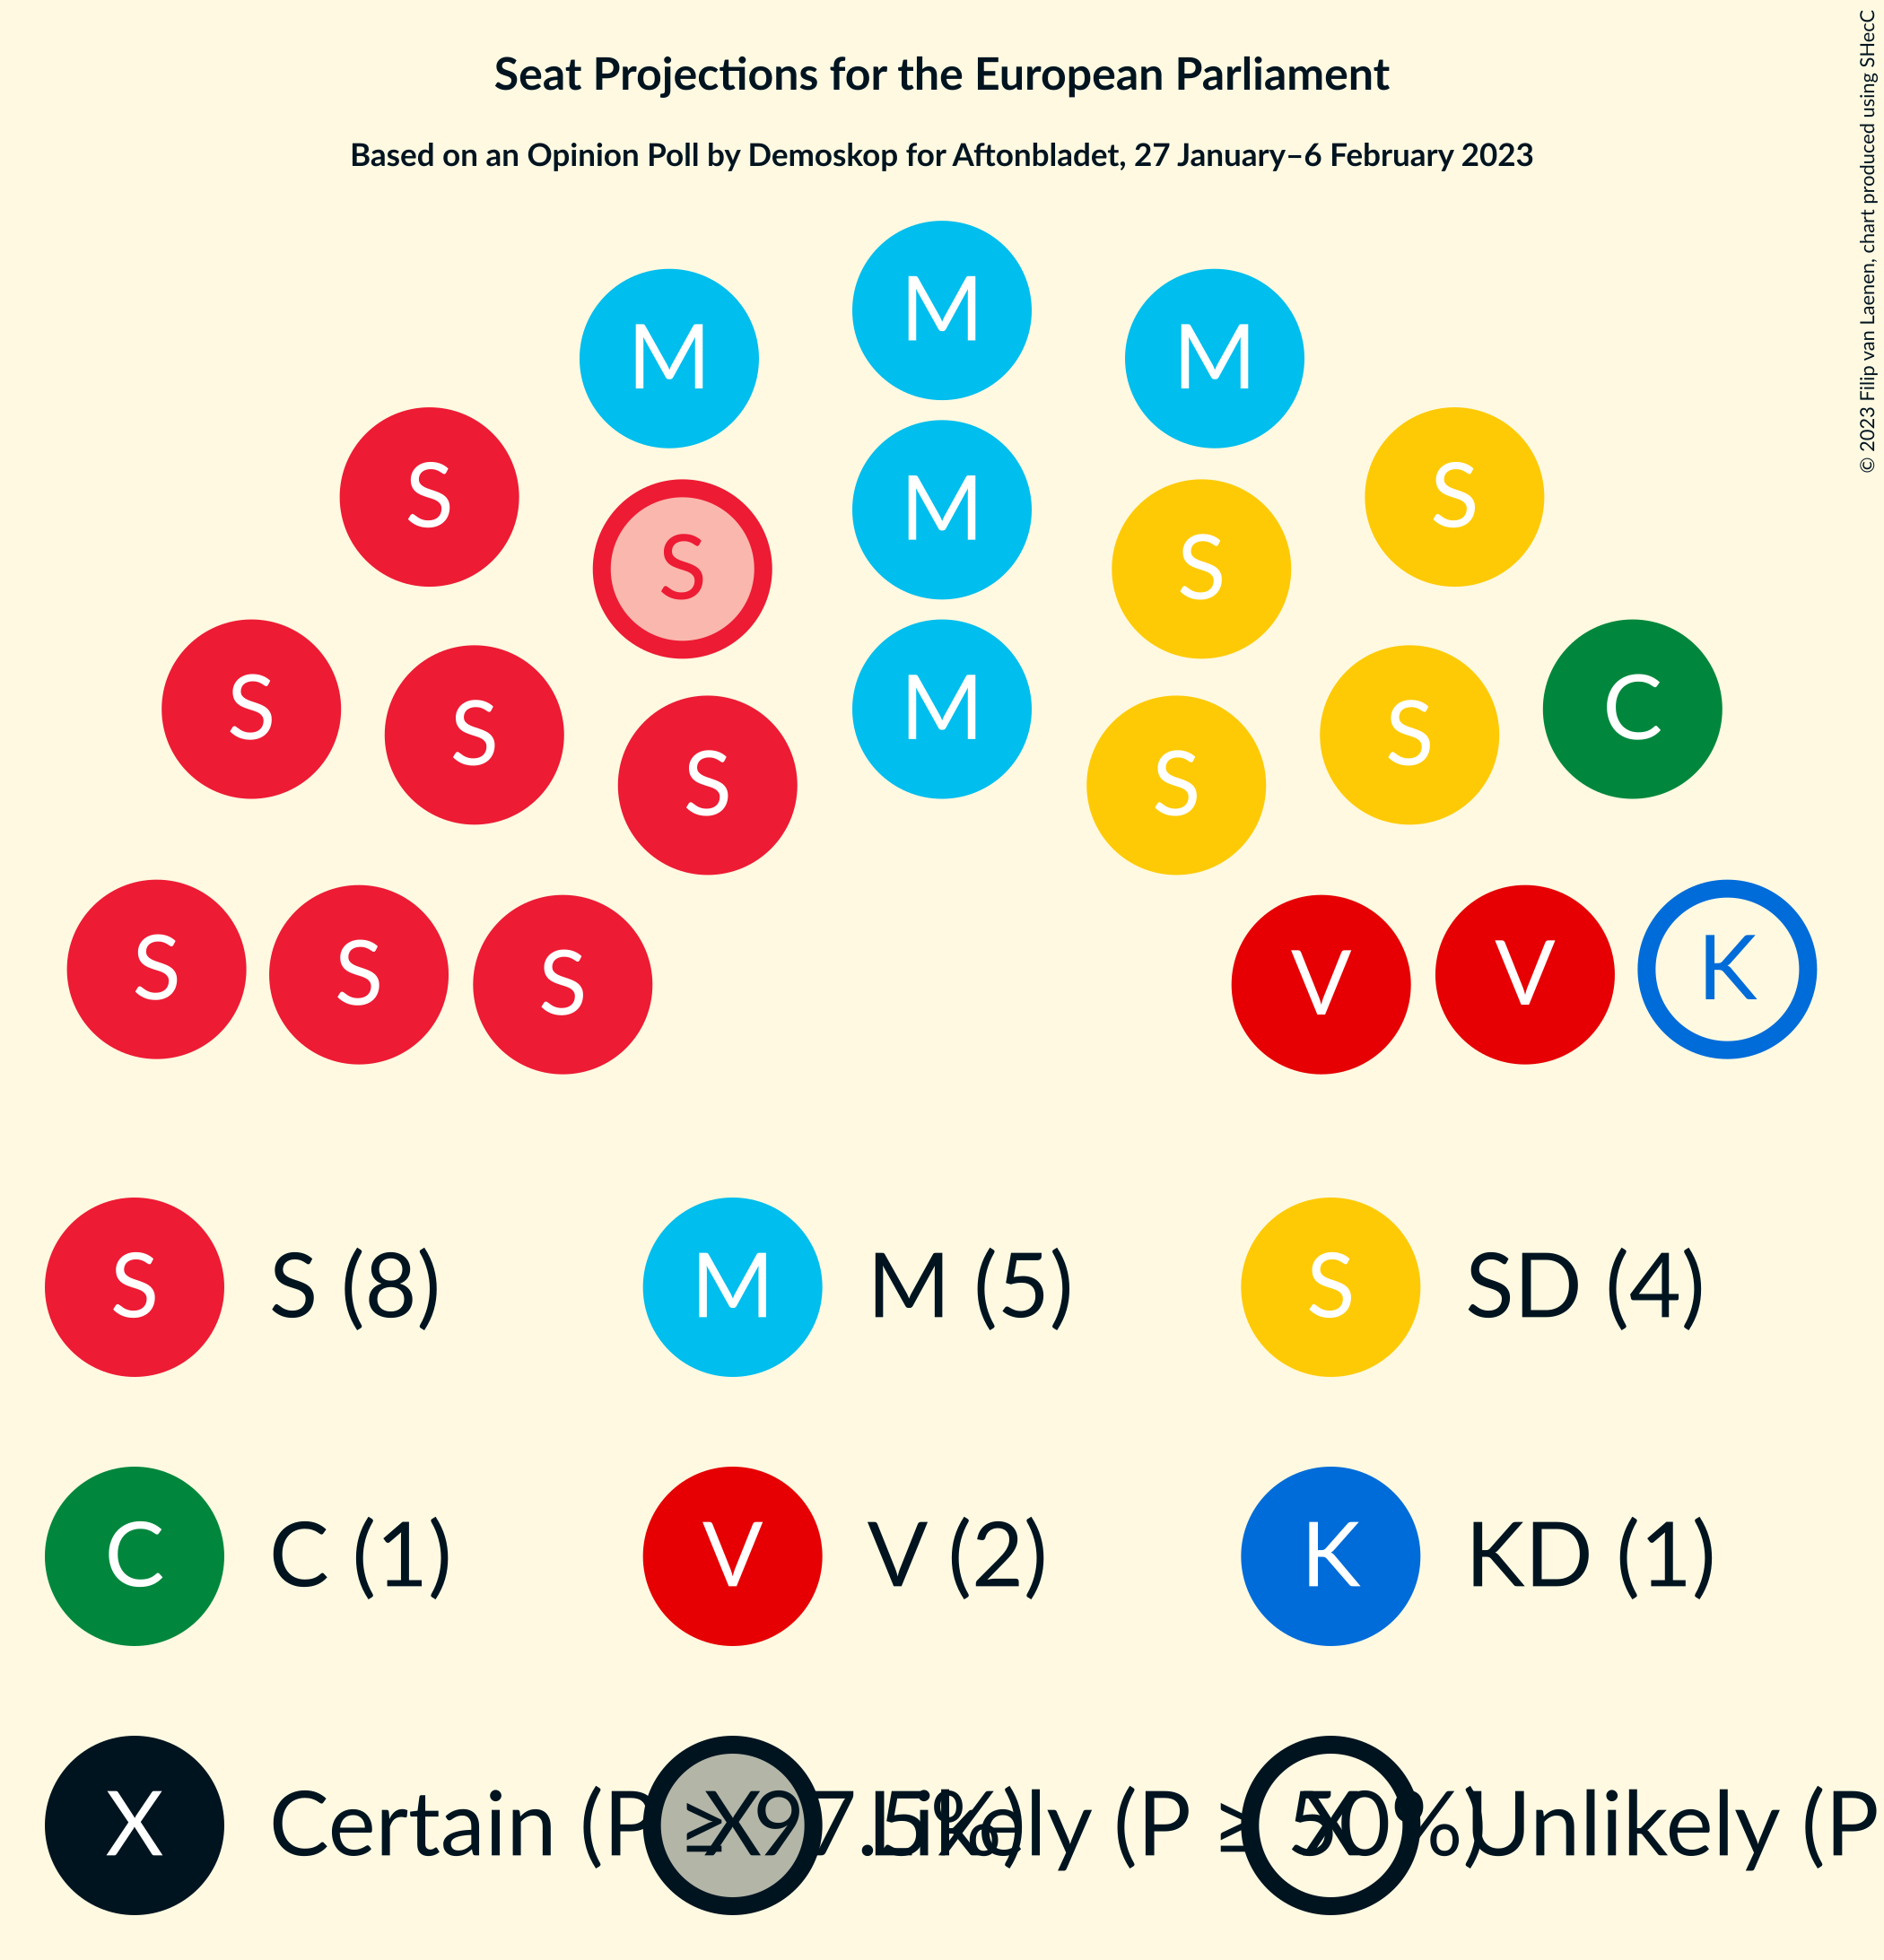 Seat Projections for the European Parliament
Based on an Opinion Poll by Demoskop for Aftonbladet, 27 January–6 February 2023
© 2023 Filip van Laenen, chart produced using SHecC
M
M M
S M S
S S
S M C
S S
S S
S S S V V K
S S (8) M M (5) S SD (4)
C C (1) V V (2) K KD (1)
X Certain (P ≥ 97.5%) X Likely (P ≥ 50%) X Unlikely (P